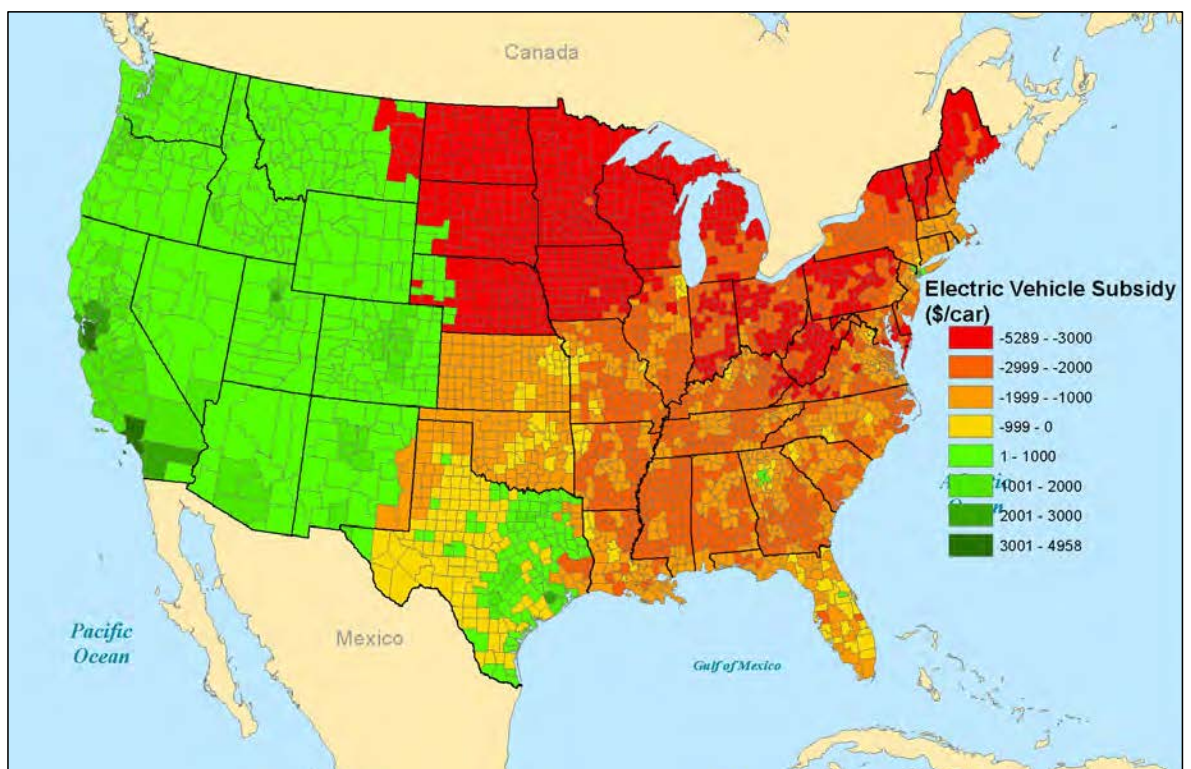 Canada
Electric Vehicle Subsidy
($/car)
-5289 - -3000
-2999 - -2000
-1999 - -1000
-999 - 0
1 - 1000
1001 - 2000
2001 - 3000
3001 - 4958
Pacific
Ocean
Mexico
Gulf of Mexico